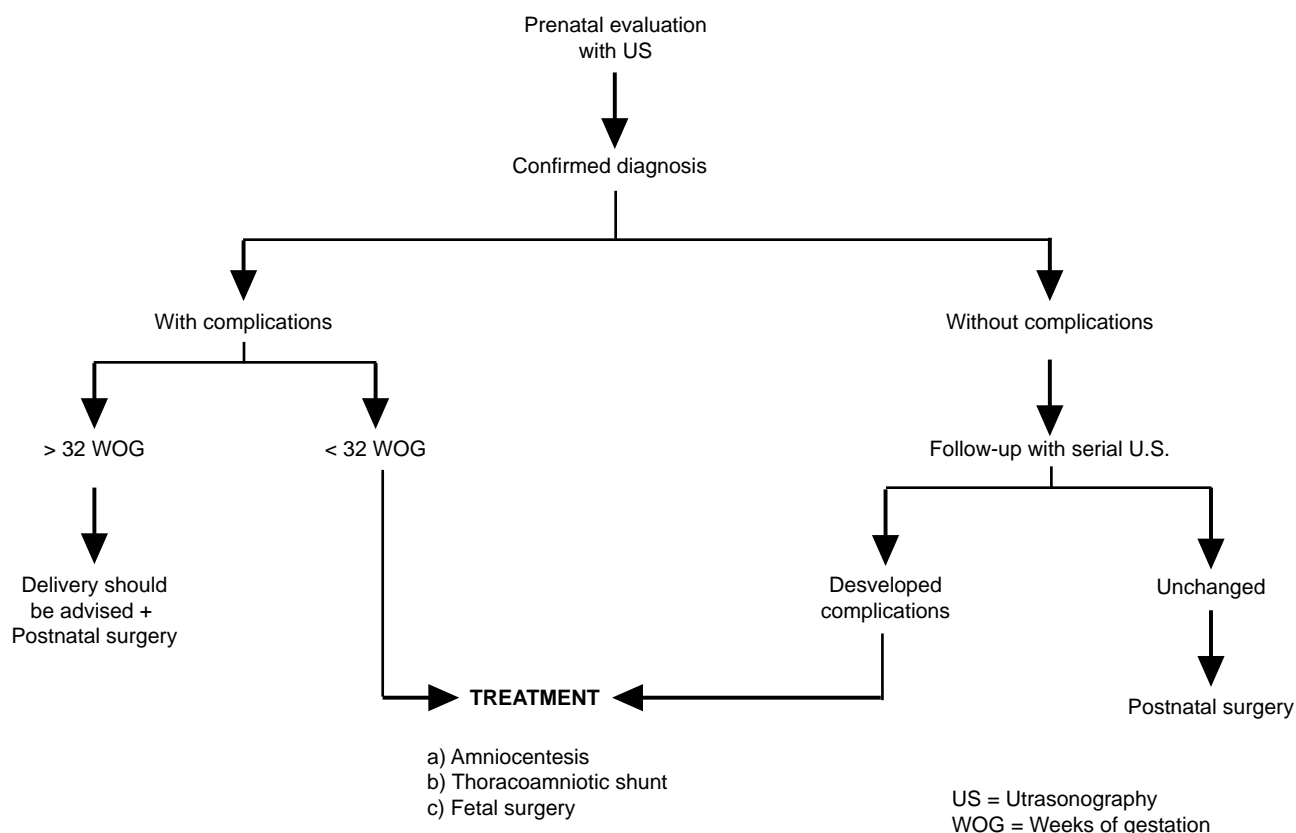 Prenatal evaluation
with US
Confirmed diagnosis
With complications
Without complications
> 32 WOG
< 32 WOG
Follow-up with serial U.S.
Delivery should
be advised +
Postnatal surgery
Desveloped
complications
Unchanged
TREATMENT
Postnatal surgery
a) Amniocentesis
b) Thoracoamniotic shunt
c) Fetal surgery
US = Utrasonography
WOG = Weeks of gestation